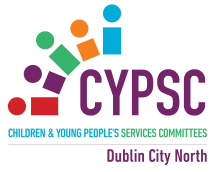 CYPSC
CHILDREN & YOUNG PEOPLE'S SERVICES COMMITTEES
Dublin City North